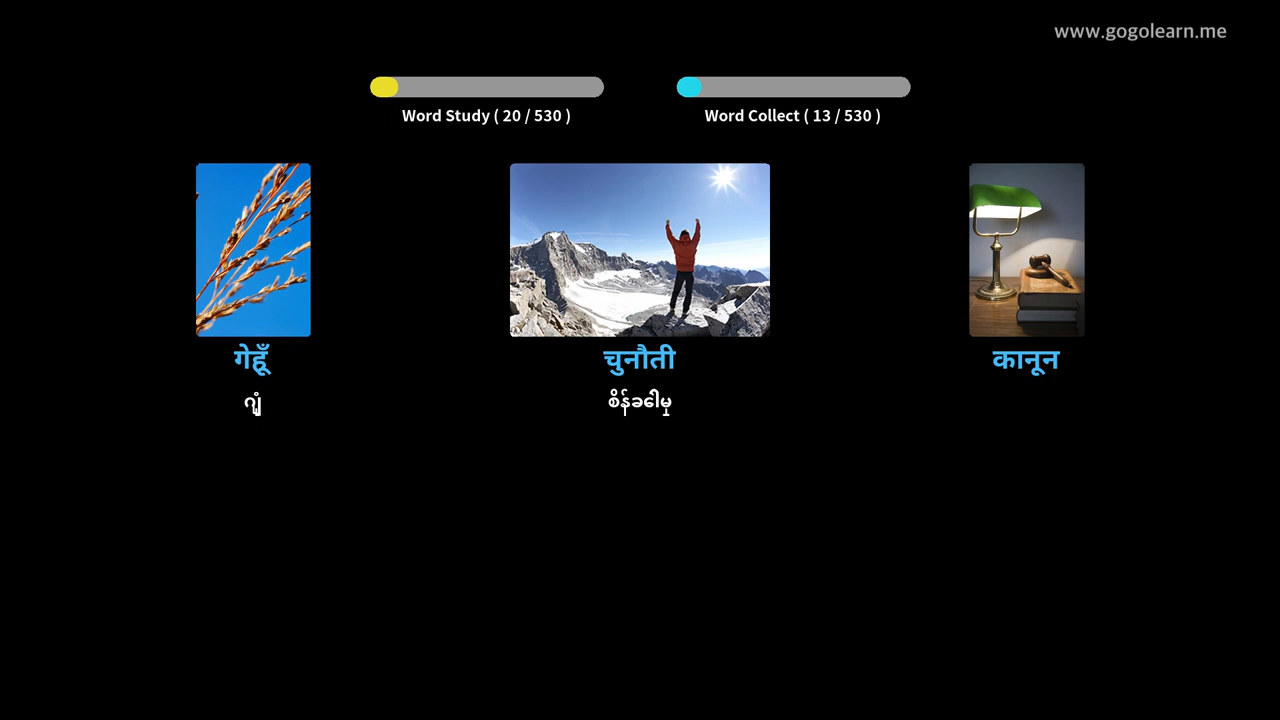 www.gogolearn.me
Word Study ( 20 / 530 )
Word Collect ( 13 / 530 )
गेहूँ
चुनौती
कानून
ဂျုံ
စိန်ခေါ်မှု